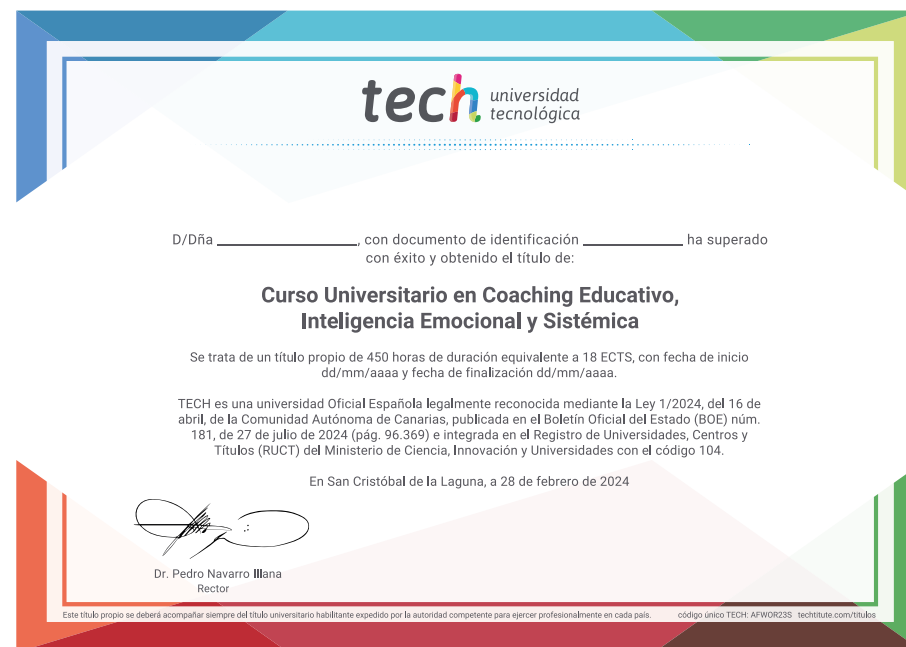 tech universidad
tecnológica
D/Dña ____________, con documento de identificación ____________ ha superado
con éxito y obtenido el título de:
Curso Universitario en Coaching Educativo,
Inteligencia Emocional y Sistémica
Se trata de un título propio de 450 horas de duración equivalente a 18 ECTS, con fecha de inicio
dd/mm/aaaa y fecha de finalización dd/mm/aaaa.
TECH es una universidad Oficial Española legalmente reconocida mediante la Ley 1/2024, del 16 de
abril, de la Comunidad Autónoma de Canarias, publicada en el Boletín Oficial del Estado (BOE) núm.
181, de 27 de julio de 2024 (pág. 96.369) e integrada en el Registro de Universidades, Centros y
Títulos (RUCT) del Ministerio de Ciencia, Innovación y Universidades con el código 104.
En San Cristóbal de la Laguna, a 28 de febrero de 2024
Dr. Pedro Navarro Illana
Rector
Este título propio se deberá acompañar siempre del título universitario habilitante expedido por la autoridad competente para ejercer profesionalmente en cada país. código único TECH: AFWOR23S techtitute.com/titulos